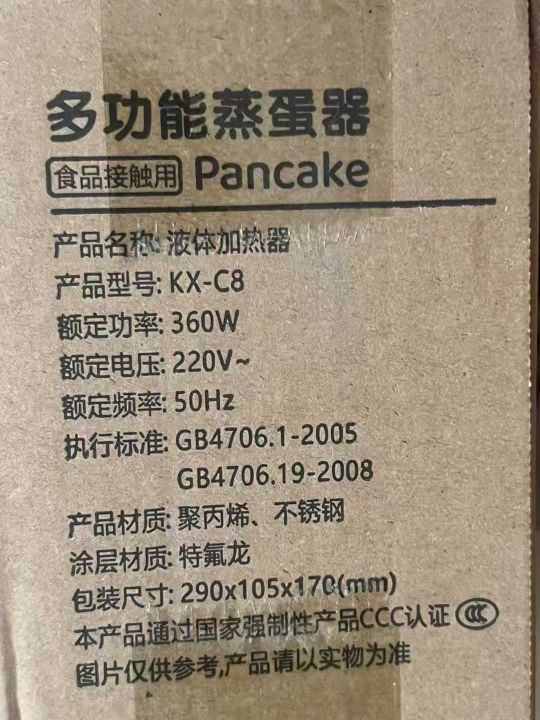 多功能蒸蛋器
食品接触用 Pancake
产品名称: 液体加热器
产品型号: KX-C8
额定功率: 360W
额定电压: 220V~
额定频率: 50Hz
执行标准: GB4706.1-2005
GB4706.19-2008
产品材质: 聚丙烯、不锈钢
涂层材质: 特氟龙
包装尺寸: 290x105x170(mm)
本产品通过国家强制性产品CCC认证 CCC
图片仅供参考,产品请以实物为准